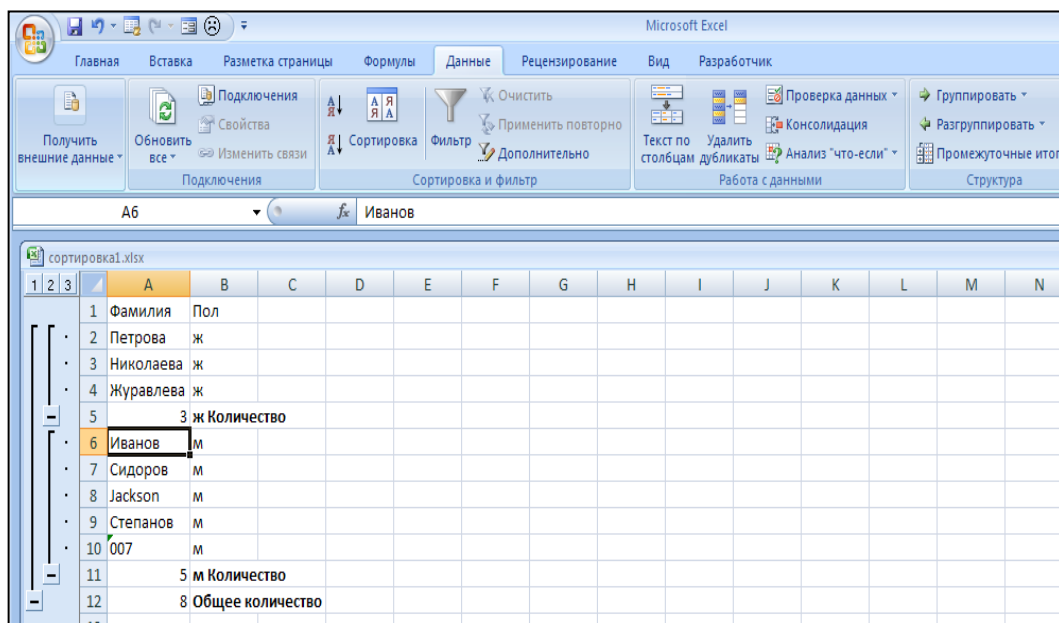 Microsoft Excel
Главная Вставка Разметка страницы Формулы Данные Рецензирование Вид Разработчик
Получить внешние данные
Обновить все
Подключения
Свойства
Изменить связи
Подключения
Сортировка
Фильтр
Очистить
Применить повторно
Дополнительно
Сортировка и фильтр
Текст по столбцам
Удалить дубликаты
Проверка данных
Консолидация
Анализ "что-если"
Работа с данными
Группировать
Разгруппировать
Промежуточные итог
Структура
A6 fx Иванов
сортировка1.xlsx
1 2 3 A B C D E F G H I J K L M N
1 Фамилия Пол
2 Петрова ж
3 Николаева ж
4 Журавлева ж
5 3 ж Количество
6 Иванов м
7 Сидоров м
8 Jackson м
9 Степанов м
10 007 м
11 5 м Количество
12 8 Общее количество